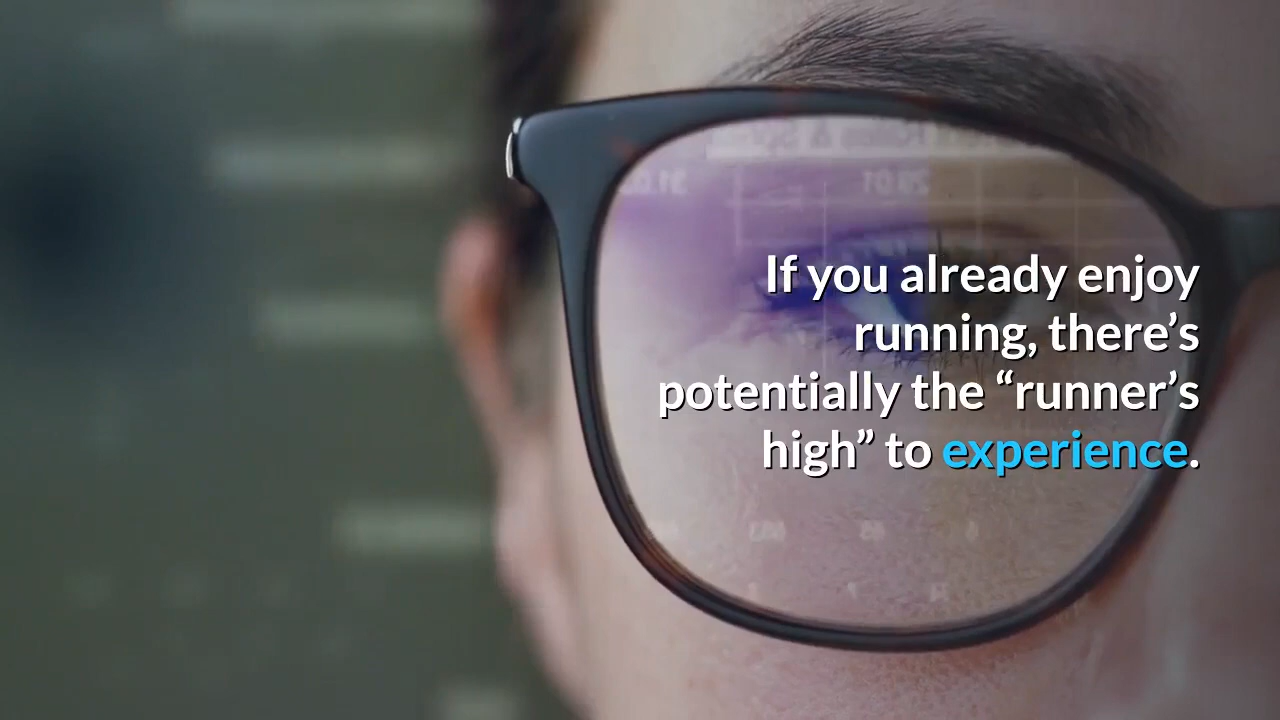 If you already enjoy
running, there’s
potentially the “runner’s
high” to experience.